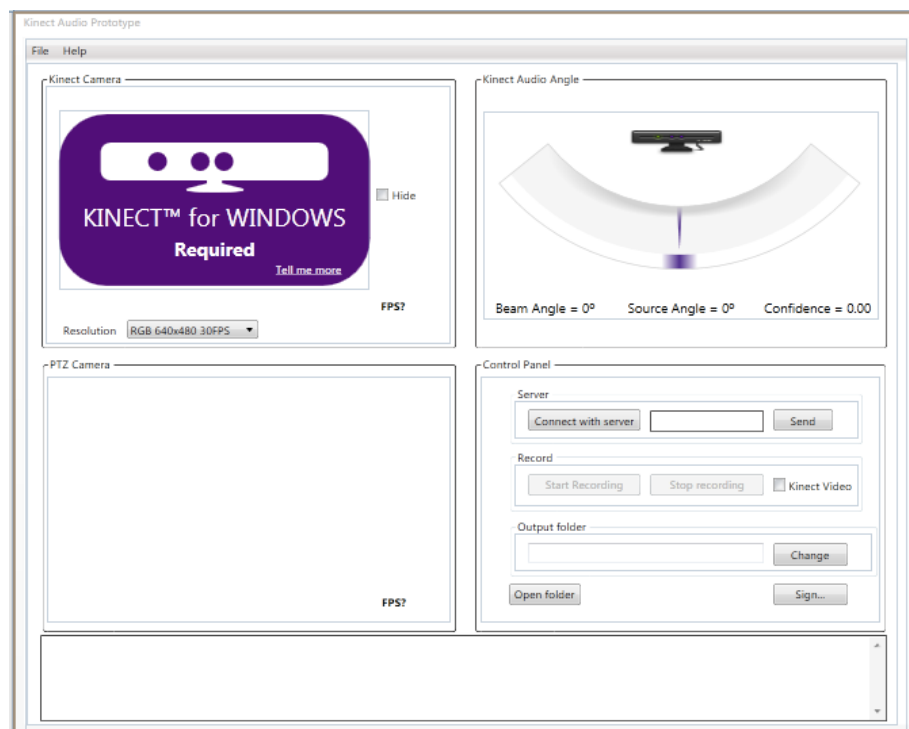 Kinect Audio Prototype
File Help
Kinect Camera
KINECT™ for WINDOWS
Required
Tell me more
Hide
FPS?
Resolution RGB 640x480 30FPS
Kinect Audio Angle
Beam Angle = 0º Source Angle = 0º Confidence = 0.00
PTZ Camera
FPS?
Control Panel
Server
Connect with server Send
Record
Start Recording Stop recording Kinect Video
Output folder
Change
Open folder Sign...